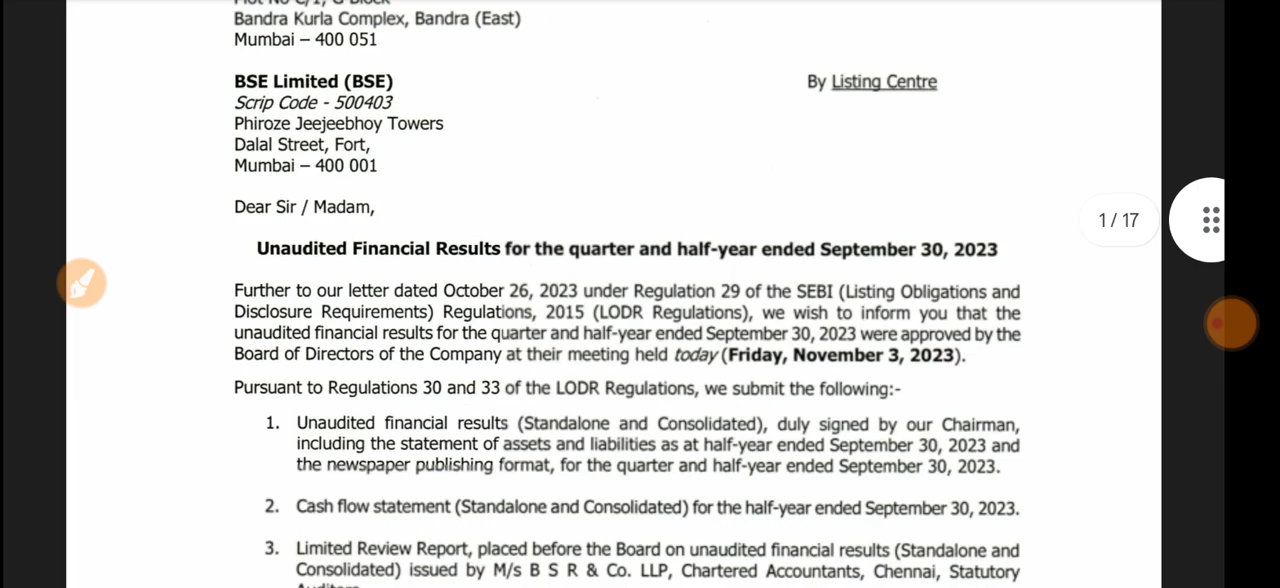 Bandra Kurla Complex, Bandra (East)
Mumbai – 400 051
BSE Limited (BSE)
By Listing Centre
Scrip Code - 500403
Phiroze Jeejeebhoy Towers
Dalal Street, Fort,
Mumbai – 400 001
Dear Sir / Madam,
1 / 17
Unaudited Financial Results for the quarter and half-year ended September 30, 2023
Further to our letter dated October 26, 2023 under Regulation 29 of the SEBI (Listing Obligations and
Disclosure Requirements) Regulations, 2015 (LODR Regulations), we wish to inform you that the
unaudited financial results for the quarter and half-year ended September 30, 2023 were approved by the
Board of Directors of the Company at their meeting held today (Friday, November 3, 2023).
Pursuant to Regulations 30 and 33 of the LODR Regulations, we submit the following:-
1. Unaudited financial results (Standalone and Consolidated), duly signed by our Chairman,
including the statement of assets and liabilities as at half-year ended September 30, 2023 and
the newspaper publishing format, for the quarter and half-year ended September 30, 2023.
2. Cash flow statement (Standalone and Consolidated) for the half-year ended September 30, 2023.
3. Limited Review Report, placed before the Board on unaudited financial results (Standalone and
Consolidated) issued by M/s B S R & Co. LLP, Chartered Accountants, Chennai, Statutory